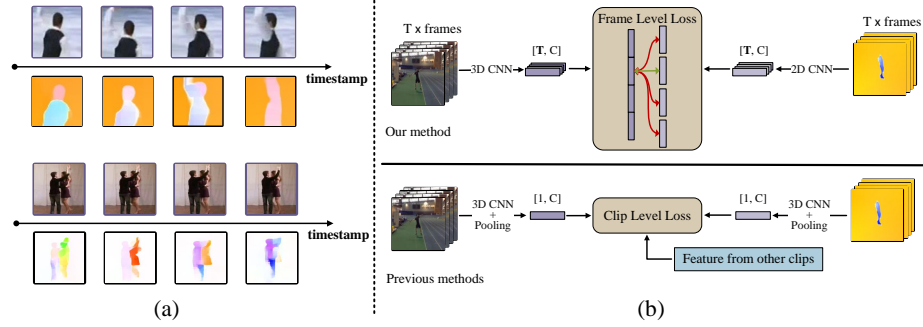 timestamp
timestamp
(a)
T x frames
Frame Level Loss
T x frames
[T, C]
[T, C]
3D CNN
2D CNN
Our method
[1, C]
[1, C]
3D CNN
+
Pooling
Clip Level Loss
3D CNN
+
Pooling
Feature from other clips
Previous methods
(b)